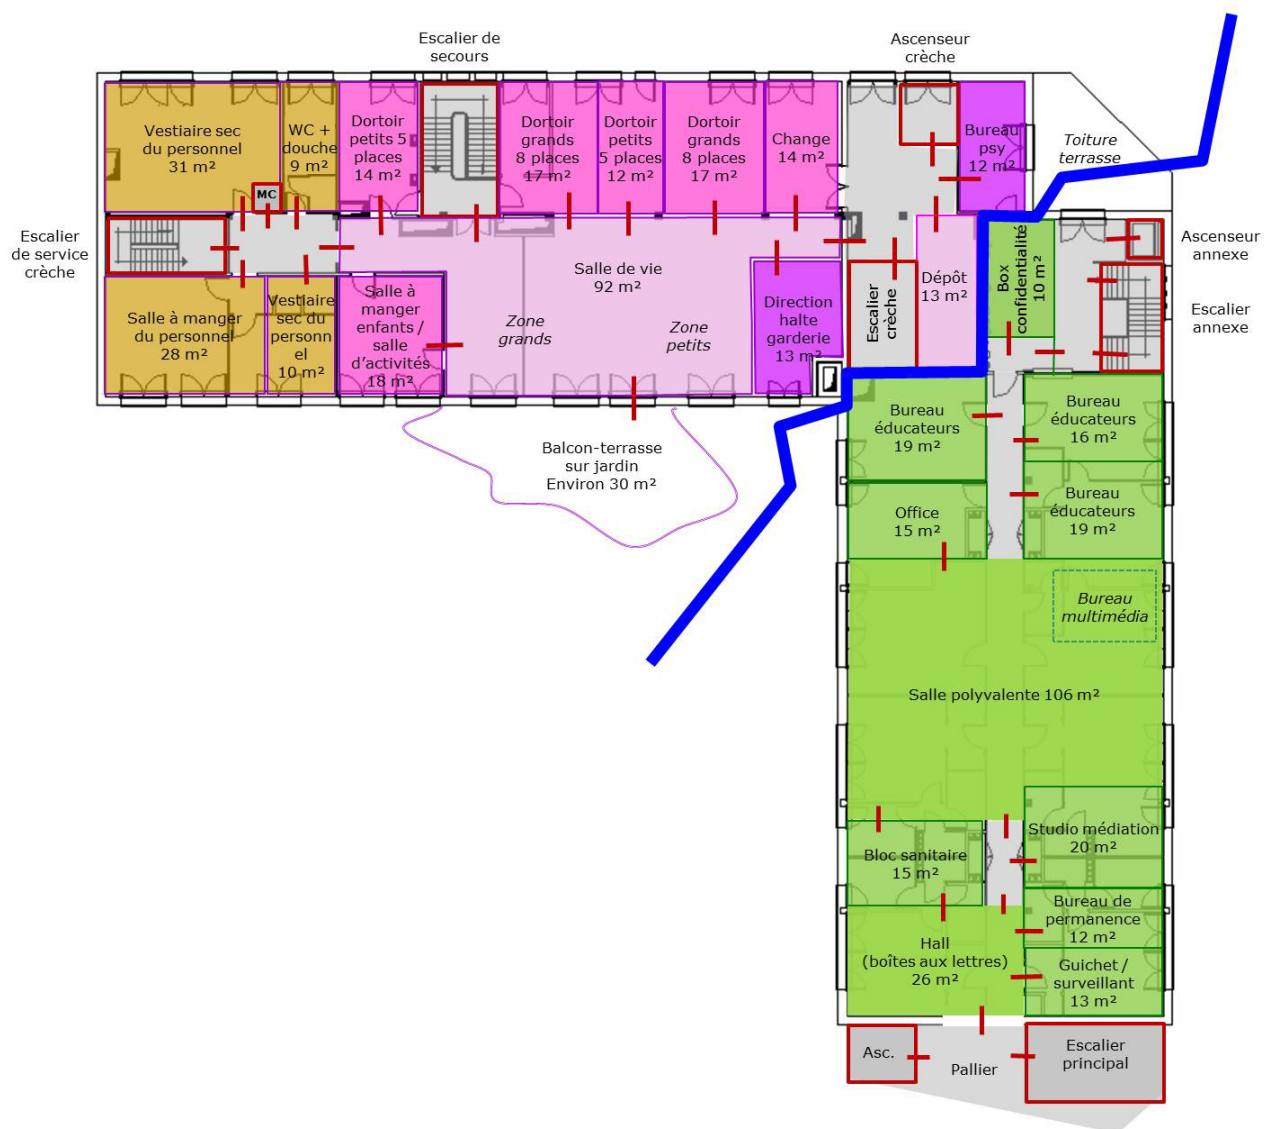 Escalier de
secours
Ascenseur
crèche
Vestiaire sec
du personnel
31 m²
WC +
douche
9 m²
Dortoir
petits 5
places
14 m²
Dortoir
grands
8 places
17 m²
Dortoir
petits
5 places
12 m²
Dortoir
grands
8 places
17 m²
Change
14 m²
Bureau
psy
12 m²
Toiture
terrasse
MC
Escalier
de service
crèche
Salle de vie
92 m²
Zone
grands
Zone
petits
Dépôt
13 m²
Box
confidentialité
10 m²
Ascenseur
annexe
Escalier
annexe
Escalier
crèche
Salle à manger
du personnel
28 m²
Vestiaire
sec du
personn
el
10 m²
Salle à
manger
enfants /
salle
d’activités
18 m²
Direction
halte
garderie
13 m²
Balcon-terrasse
sur jardin
Environ 30 m²
Bureau
éducateurs
19 m²
Bureau
éducateurs
16 m²
Office
15 m²
Bureau
éducateurs
19 m²
Bureau
multimédia
Salle polyvalente 106 m²
Bloc sanitaire
15 m²
Studio médiation
20 m²
Bureau de
permanence
12 m²
Hall
(boîtes aux lettres)
26 m²
Guichet /
surveillant
13 m²
Asc.
Pallier
Escalier
principal